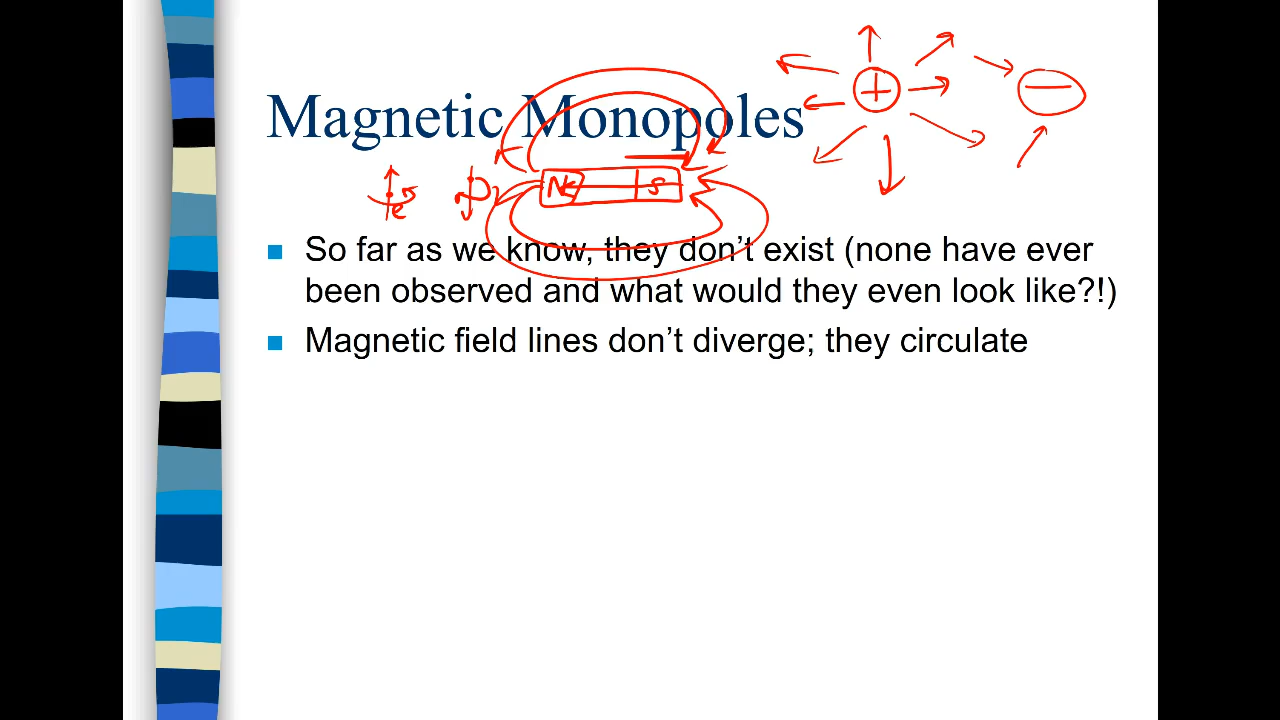 Magnetic Monopoles
+
−
e
N
S
So far as we know, they don’t exist (none have ever
been observed and what would they even look like?!)
Magnetic field lines don’t diverge; they circulate